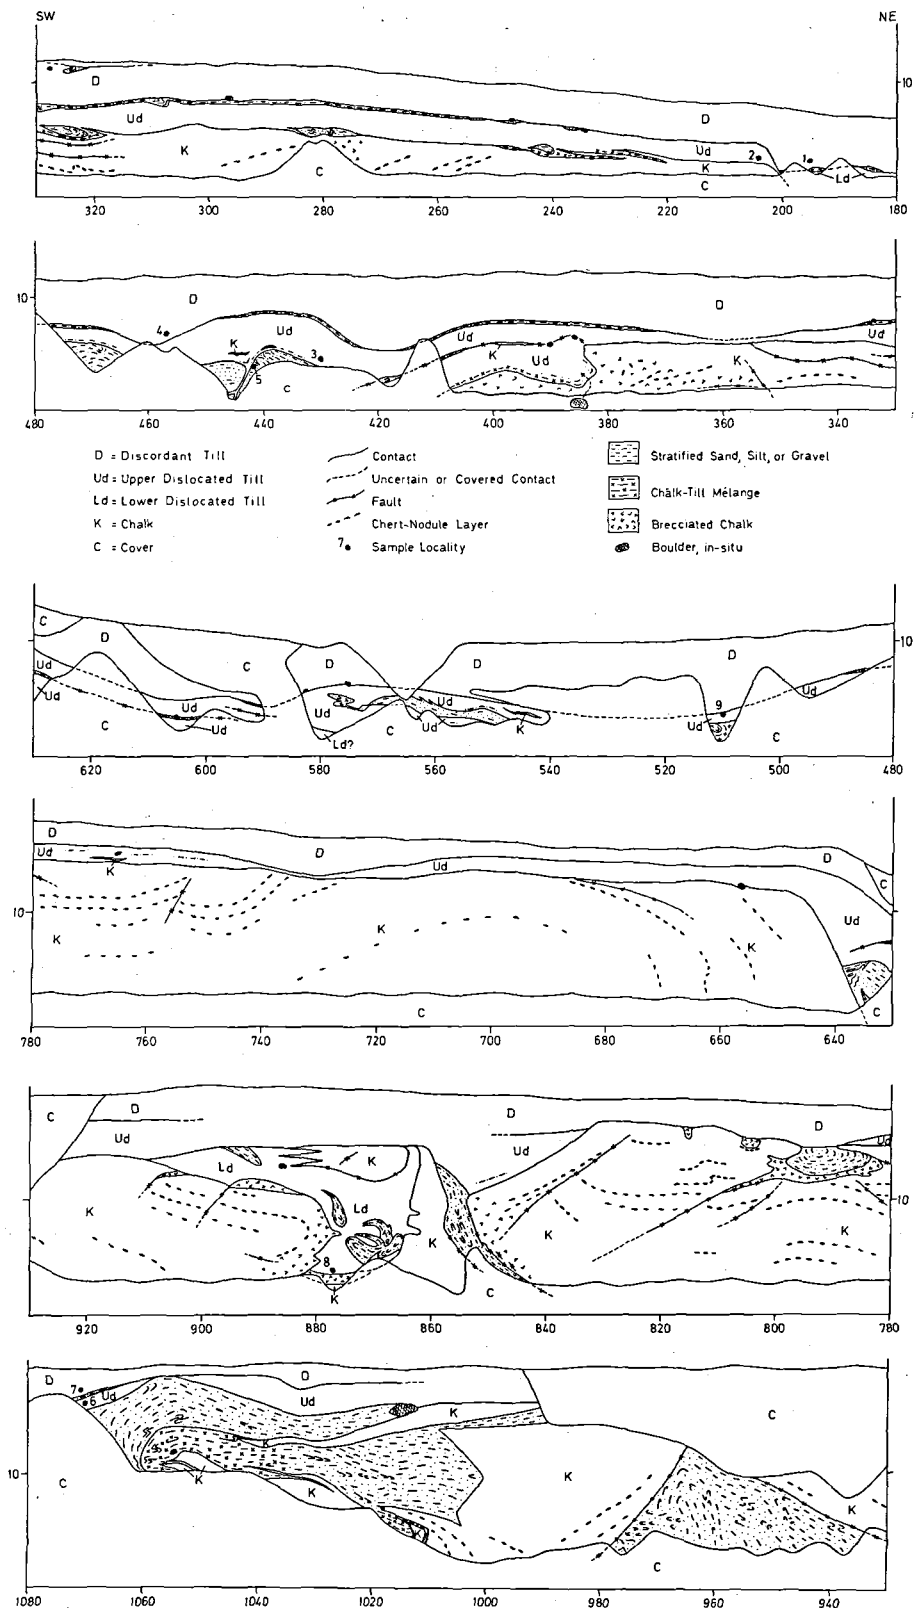 SW NE
10 D Ud K C D Ud K C 2 1 Ld 10
320 300 280 260 240 220 200 180
10 D 4 Ud K 3 5 C Ud K Ud D K Ud
480 460 440 420 400 380 360 340
D = Discordant Till
Ud = Upper Dislocated Till
Ld = Lower Dislocated Till
K = Chalk
C = Cover
Contact
Uncertain or Covered Contact
Fault
Chert-Nodule Layer
7 Sample Locality
Stratified Sand, Silt, or Gravel
Chalk-Till Mélange
Brecciated Chalk
Boulder, in-situ
C D C D D D 10
Ud Ud Ud Ud C Ud Ld? C Ud Ud K 9 Ud C Ud
620 600 580 560 540 520 500 480
D D D C
Ud K Ud Ud
10 K K K C
C
780 760 740 720 700 680 660 640
C D D D
Ud Ud Ud
Ld K
K Ld K K K 10
8 K C
920 900 880 860 840 820 800 780
D 7 Ud 6 D Ud K C
10 C K K K K K K C
1080 1060 1040 1020 1000 980 960 940